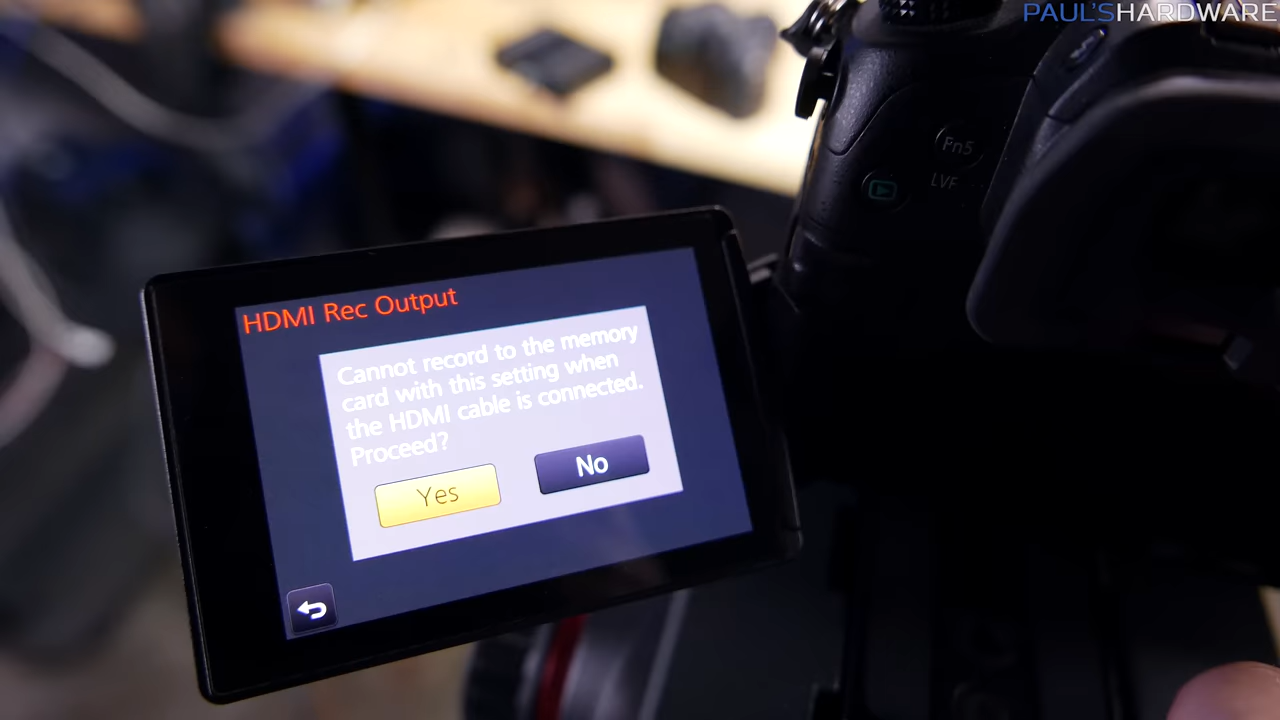 PAUL'SHARDWARE
Fn5
LVF
HDMI Rec Output
Cannot record to the memory
card with this setting when
the HDMI cable is connected.
Proceed?
Yes
No